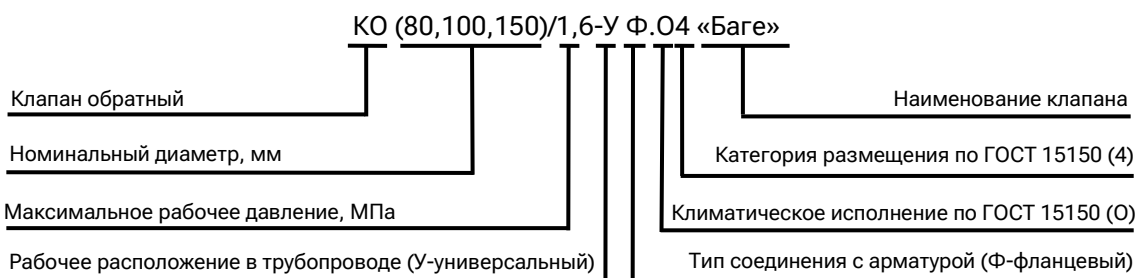 КО (80,100,150)/1,6-У Ф.О4 «Баге»
Клапан обратный
Наименование клапана
Номинальный диаметр, мм
Категория размещения по ГОСТ 15150 (4)
Максимальное рабочее давление, МПа
Климатическое исполнение по ГОСТ 15150 (О)
Рабочее расположение в трубопроводе (У-универсальный)
Тип соединения с арматурой (Ф-фланцевый)